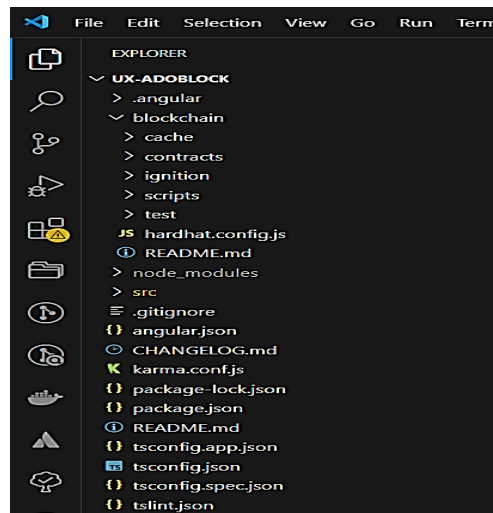 File Edit Selection View Go Run Term
EXPLORER
UX-ADOBLOCK
.angular
blockchain
cache
contracts
ignition
scripts
test
JS hardhat.config.js
README.md
node_modules
src
.gitignore
{} angular.json
CHANGELOG.md
K karma.conf.js
{} package-lock.json
{} package.json
README.md
{} tsconfig.app.json
TS tsconfig.json
{} tsconfig.spec.json
{} tslint.json